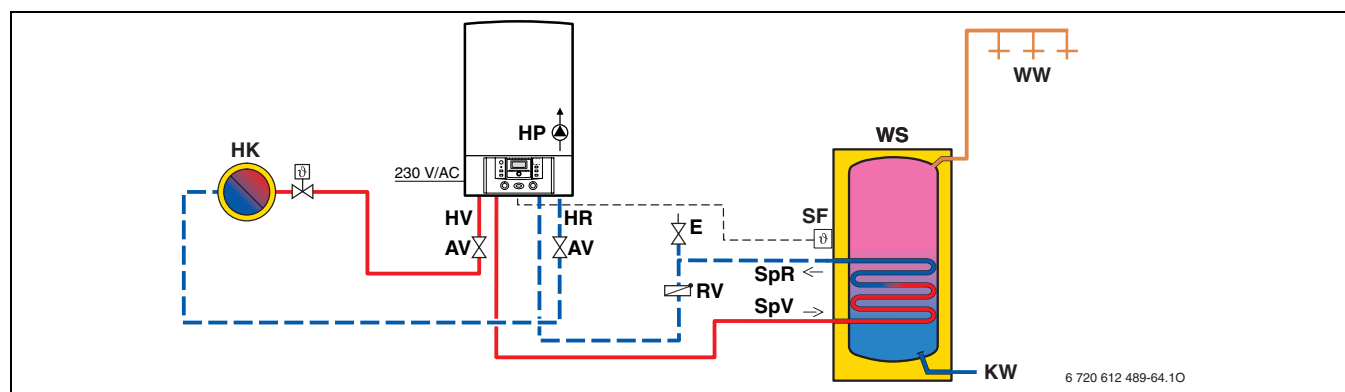 WW
HP
WS
HK
ϑ
230 V/AC
HV
HR
E
SF
ϑ
AV
AV
SpR
RV
SpV
KW
6 720 612 489-64.1O